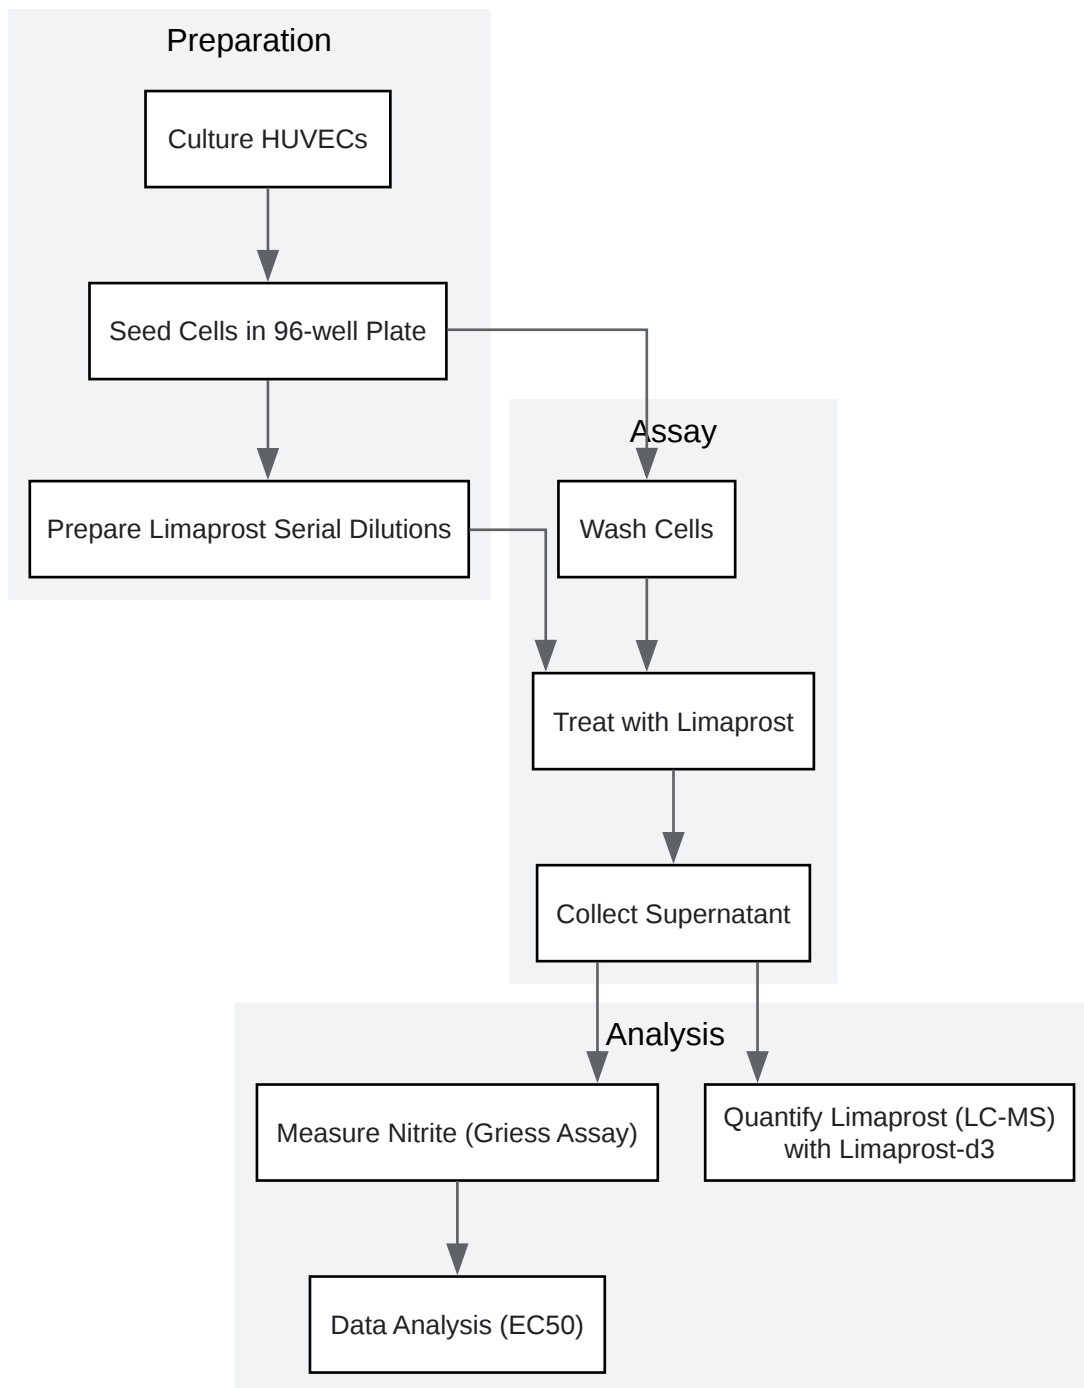 Preparation
Culture HUVECs
Seed Cells in 96-well Plate
Prepare Limaprost Serial Dilutions
Assay
Wash Cells
Treat with Limaprost
Collect Supernatant
Analysis
Measure Nitrite (Griess Assay)
Quantify Limaprost (LC-MS)
with Limaprost-d3
Data Analysis (EC50)